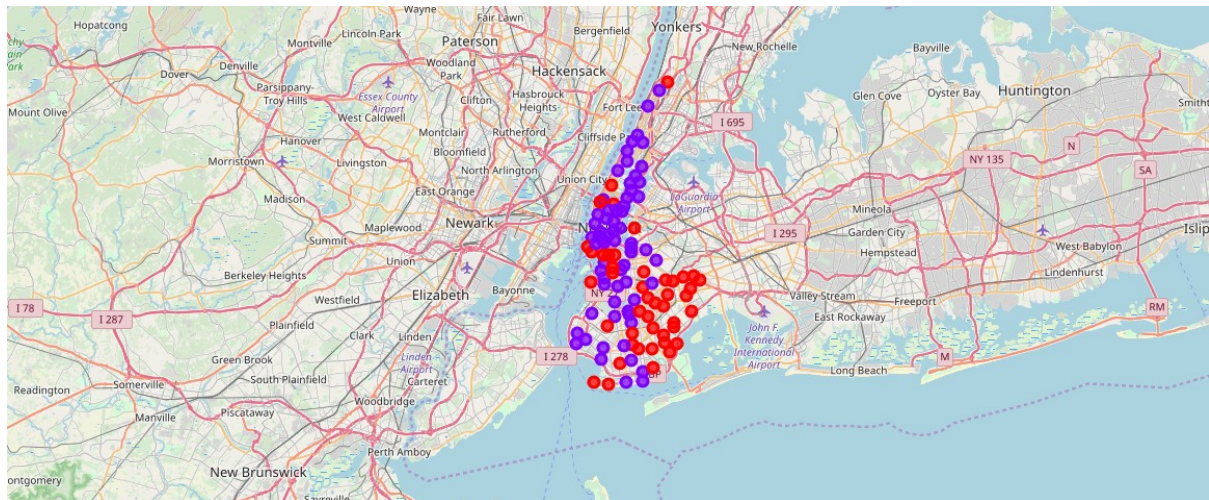 Hopatcong
Wayne
Fair Lawn
Bergenfield
Yonkers
Lincoln Park
Montville
Paterson
Woodland Park
New Rochelle
Bayville
Denville
Dover
Parsippany-
Troy Hills
Essex County
Airport
Hackensack
Hasbrouck
Heights
Clifton
Huntington
Glen Cove
Oyster Bay
Smith
Mount Olive
Hanover
West Caldwell
Rutherford
Fort Lee
I 695
Montclair
Bloomfield
Cliffside Pa
NY 135
N
Morristown
Livingston
North Arlington
Union City
SA
Madison
East Orange
LaGuardia
Airport
Mineola
Newark
Summit
Maplewood
I 295
Garden City
Hempstead
West Babylon
Islip
Union
Berkeley Heights
Lindenhurst
Elizabeth
Bayonne
NY
Valley Stream
Freeport
I 78
I 287
Westfield
East Rockaway
RM
Clark
Linden
John F.
Kennedy
International
Airport
Plainfield
Green Brook
Linden
Airport
I 278
M
Long Beach
Readington
Somerville
South Plainfield
Carteret
BP
Manville
Piscataway
Woodbridge
Perth Amboy
New Brunswick
ontgomery
Sayreville